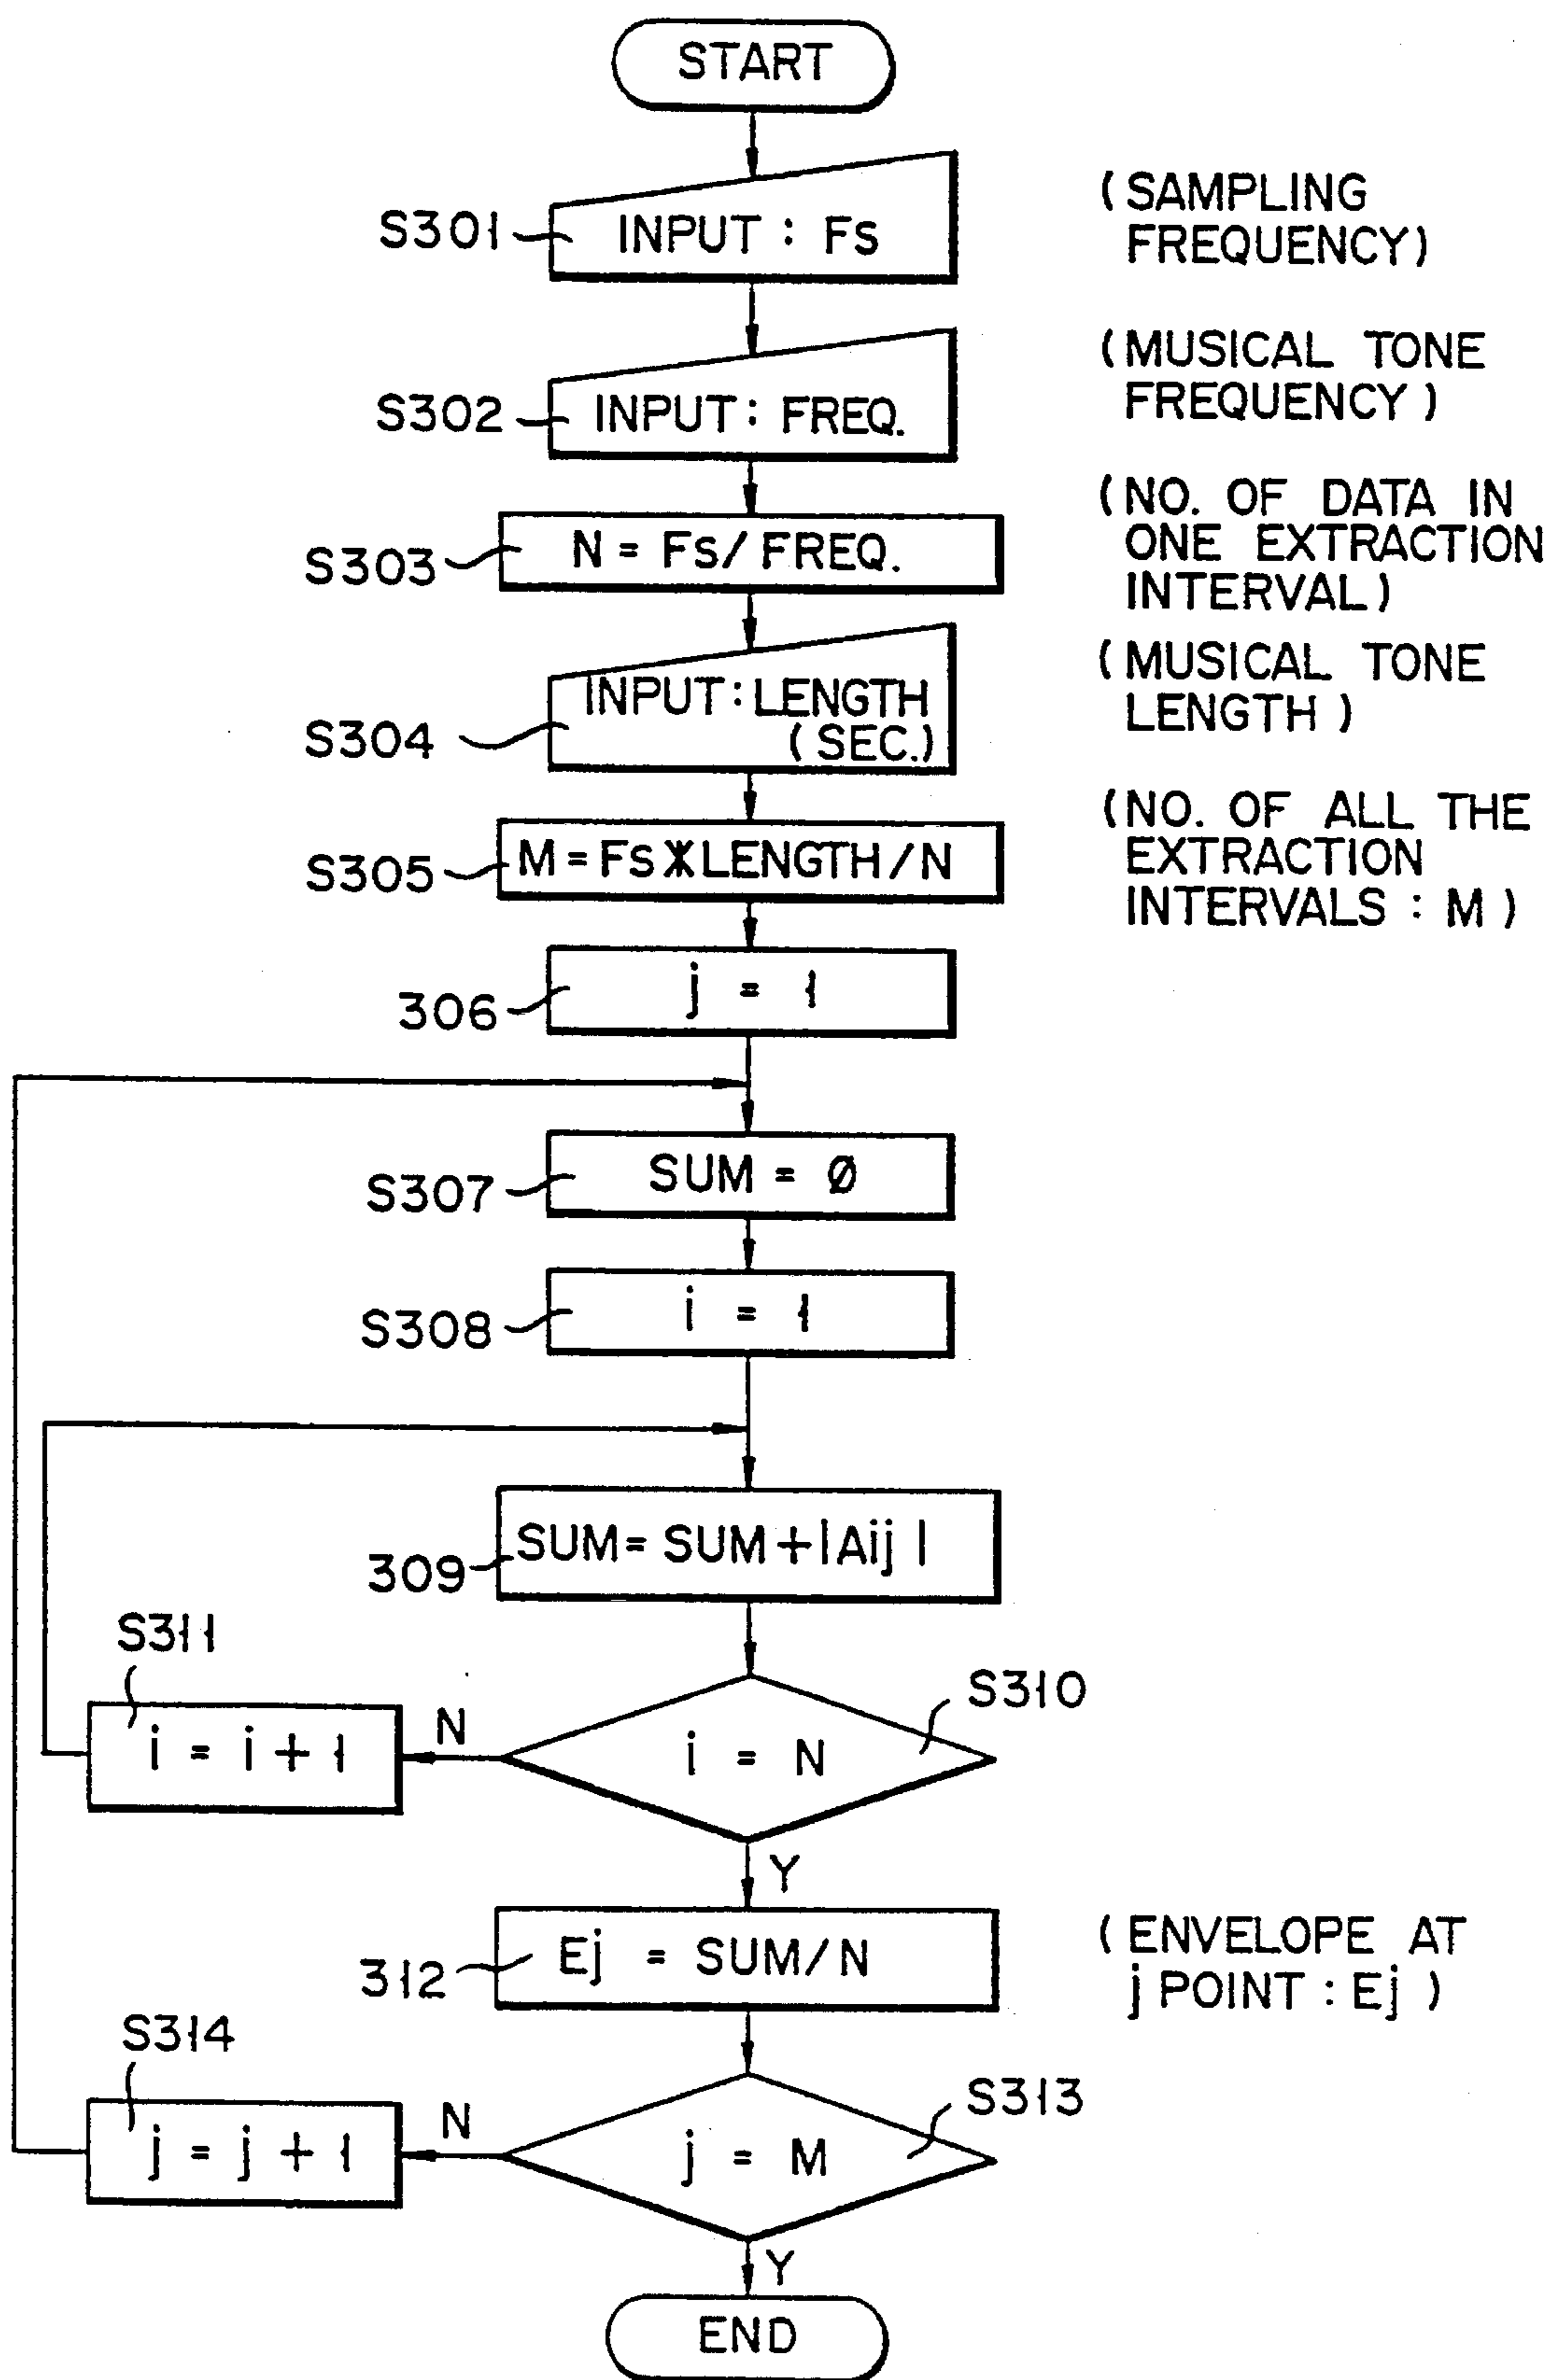 START
S301
INPUT : Fs
(SAMPLING
FREQUENCY)
S302
INPUT : FREQ.
(MUSICAL TONE
FREQUENCY)
S303
N = Fs/FREQ.
(NO. OF DATA IN
ONE EXTRACTION
INTERVAL)
S304
INPUT : LENGTH
(SEC.)
(MUSICAL TONE
LENGTH)
S305
M = Fs*LENGTH/N
(NO. OF ALL THE
EXTRACTION
INTERVALS : M)
306
j = 1
S307
SUM = Ø
S308
i = 1
309
SUM = SUM + |Aij|
S310
i = N
N
S311
i = i + 1
Y
312
Ej = SUM/N
(ENVELOPE AT
j POINT : Ej)
S313
j = M
N
S314
j = j + 1
Y
END